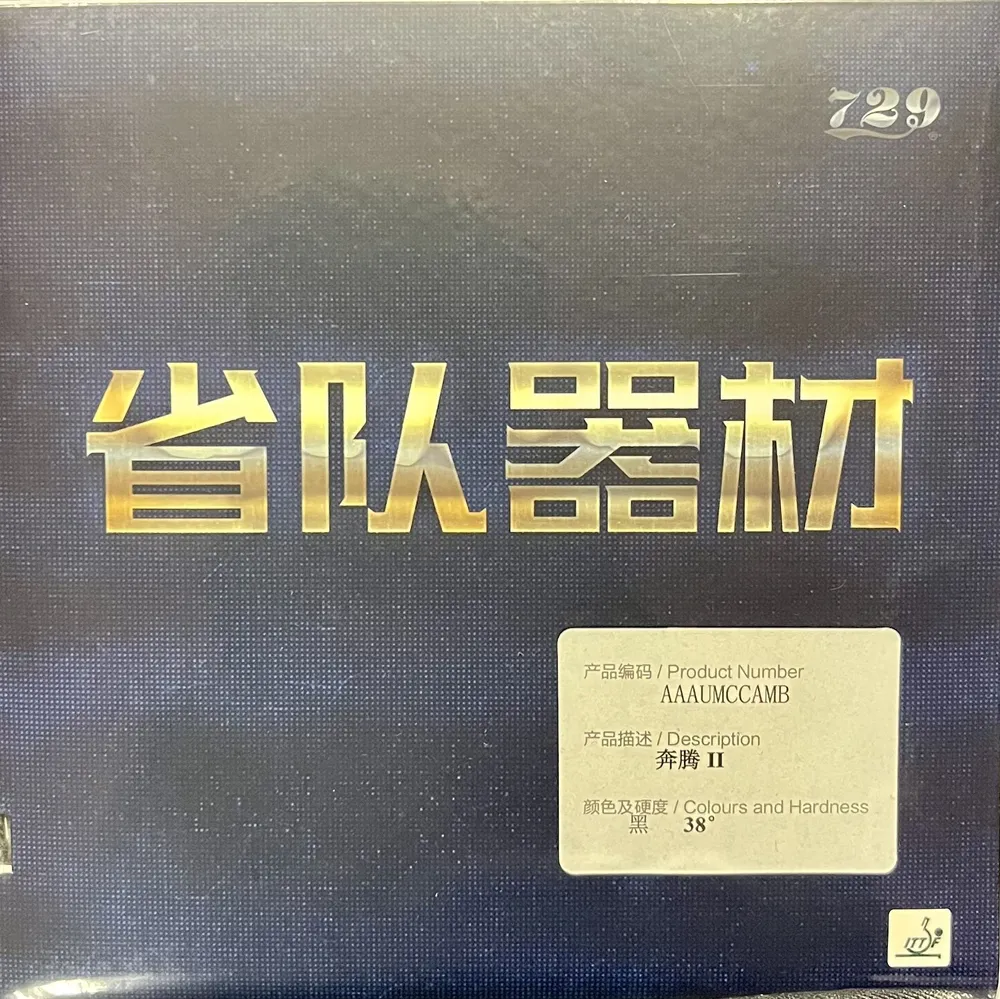 729
®
省队器材
产品编码 / Product Number
AAAUMCCAMB
产品描述 / Description
奔腾 II
颜色及硬度 / Colours and Hardness
黑 38°
ITTF